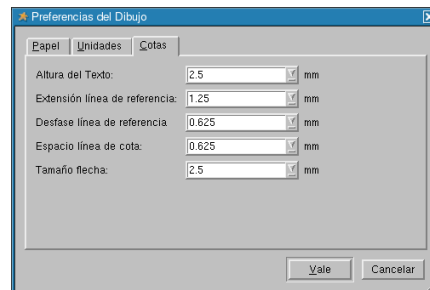 Preferencias del Dibujo
Papel Unidades Cotas
Altura del Texto: 2.5 mm
Extensión línea de referencia: 1.25 mm
Desfase línea de referencia 0.625 mm
Espacio línea de cota: 0.625 mm
Tamaño flecha: 2.5 mm
Vale Cancelar